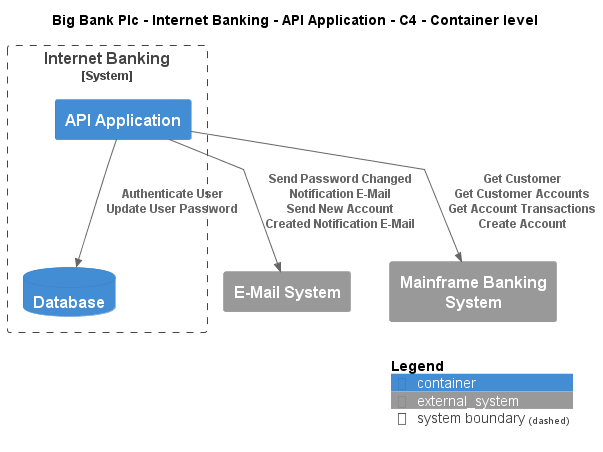 Big Bank Plc - Internet Banking - API Application - C4 - Container level
Internet Banking
[System]
API Application
Authenticate User
Update User Password
Send Password Changed
Notification E-Mail
Send New Account
Created Notification E-Mail
Get Customer
Get Customer Accounts
Get Account Transactions
Create Account
Database
E-Mail System
Mainframe Banking
System
Legend
container
external_system
system boundary (dashed)